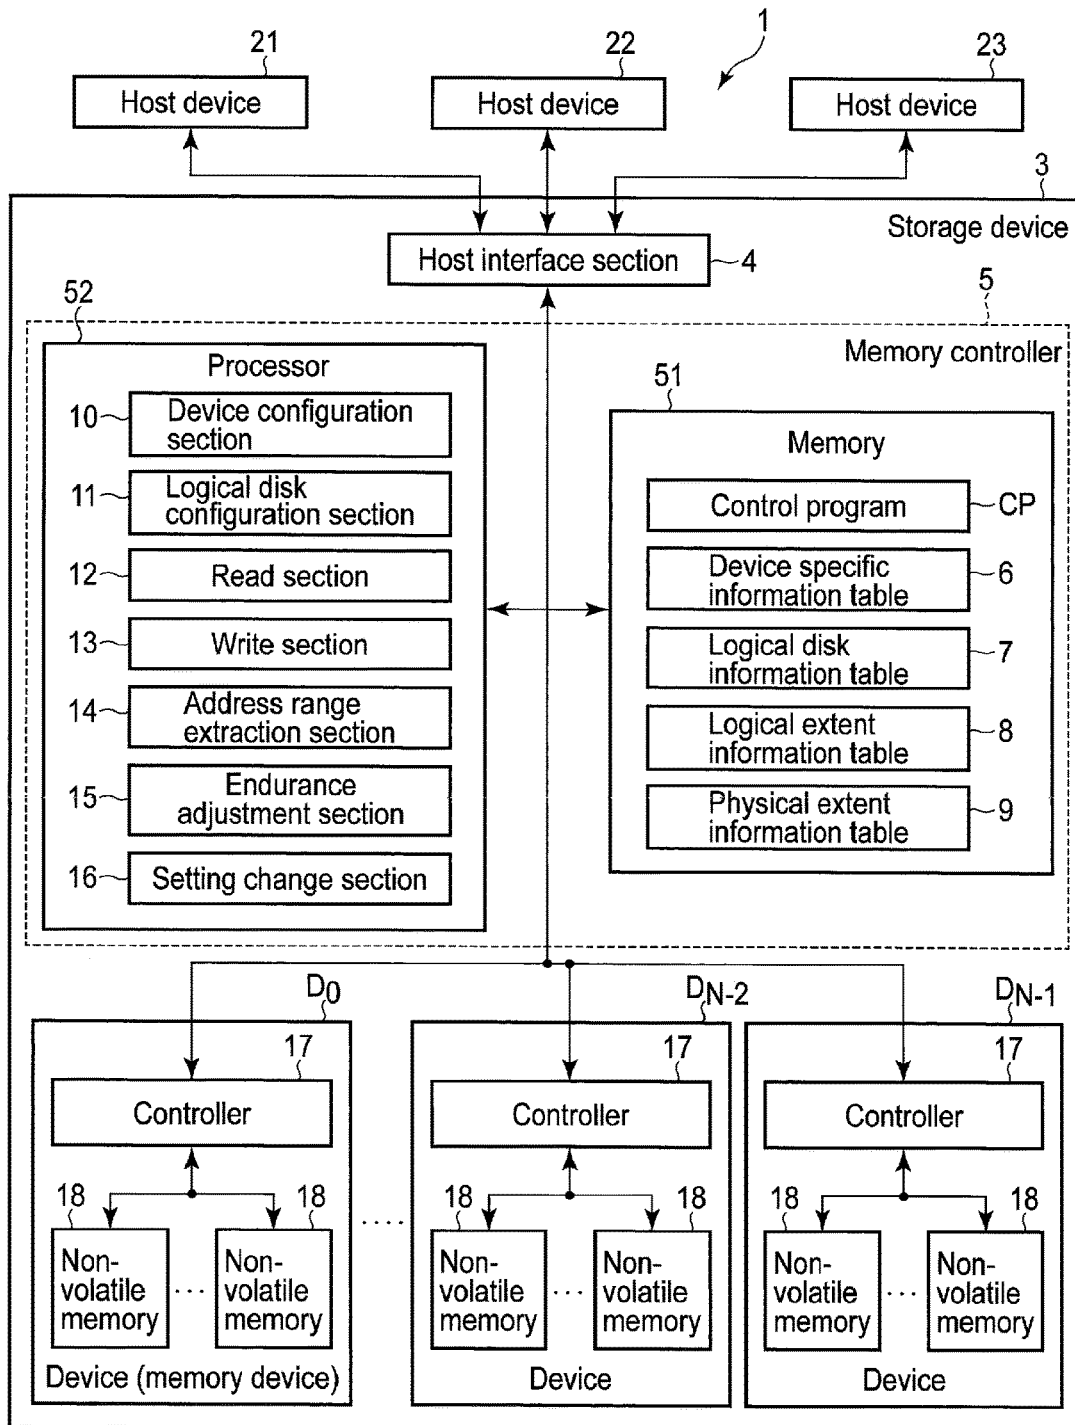 1
21
22
23
Host device
Host device
Host device
3
Storage device
Host interface section
4
5
Memory controller
52
Processor
10
Device configuration
section
11
Logical disk
configuration section
12
Read section
13
Write section
14
Address range
extraction section
15
Endurance
adjustment section
16
Setting change section
51
Memory
Control program
CP
Device specific
information table
6
Logical disk
information table
7
Logical extent
information table
8
Physical extent
information table
9
D0
DN-2
DN-1
17
17
17
Controller
Controller
Controller
18
18
18
18
18
18
Non-
volatile
memory
Non-
volatile
memory
Non-
volatile
memory
Non-
volatile
memory
Non-
volatile
memory
Non-
volatile
memory
Device (memory device)
Device
Device